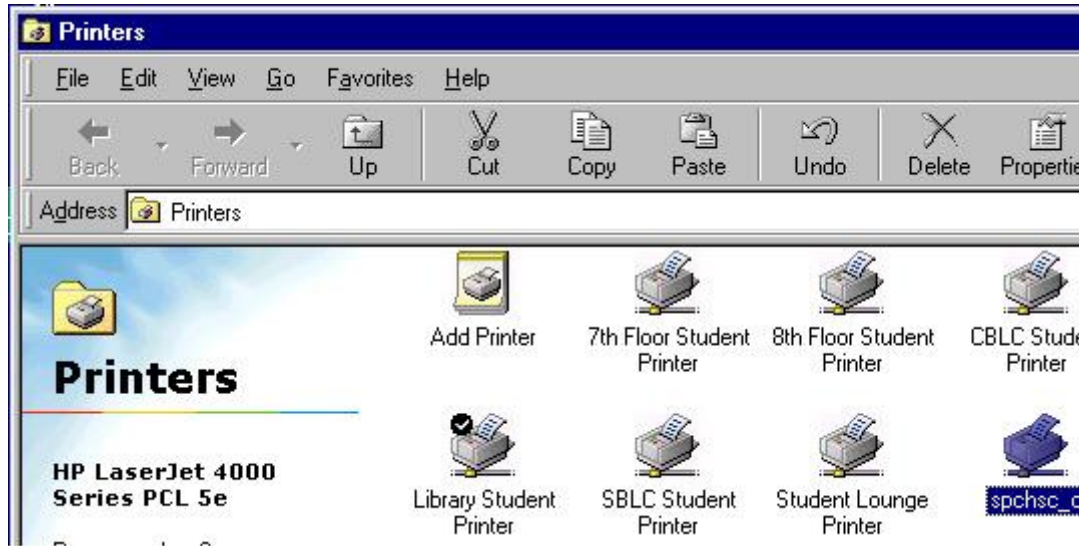 Printers
File Edit View Go Favorites Help
Back Forward Up Cut Copy Paste Undo Delete
Address Printers
Add Printer 7th Floor Student Printer 8th Floor Student Printer CBLC Printer
Printers
HP LaserJet 4000
Series PCL 5e
Library Student Printer SBLC Student Printer Student Lounge Printer